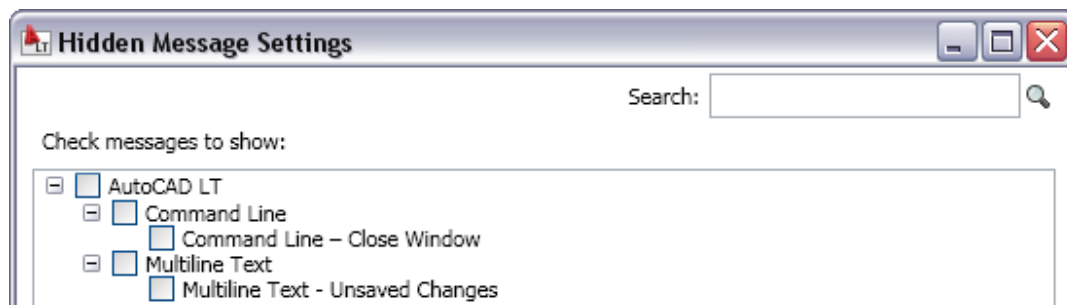 LT Hidden Message Settings
Search:
Check messages to show:
AutoCAD LT
Command Line
Command Line – Close Window
Multiline Text
Multiline Text - Unsaved Changes